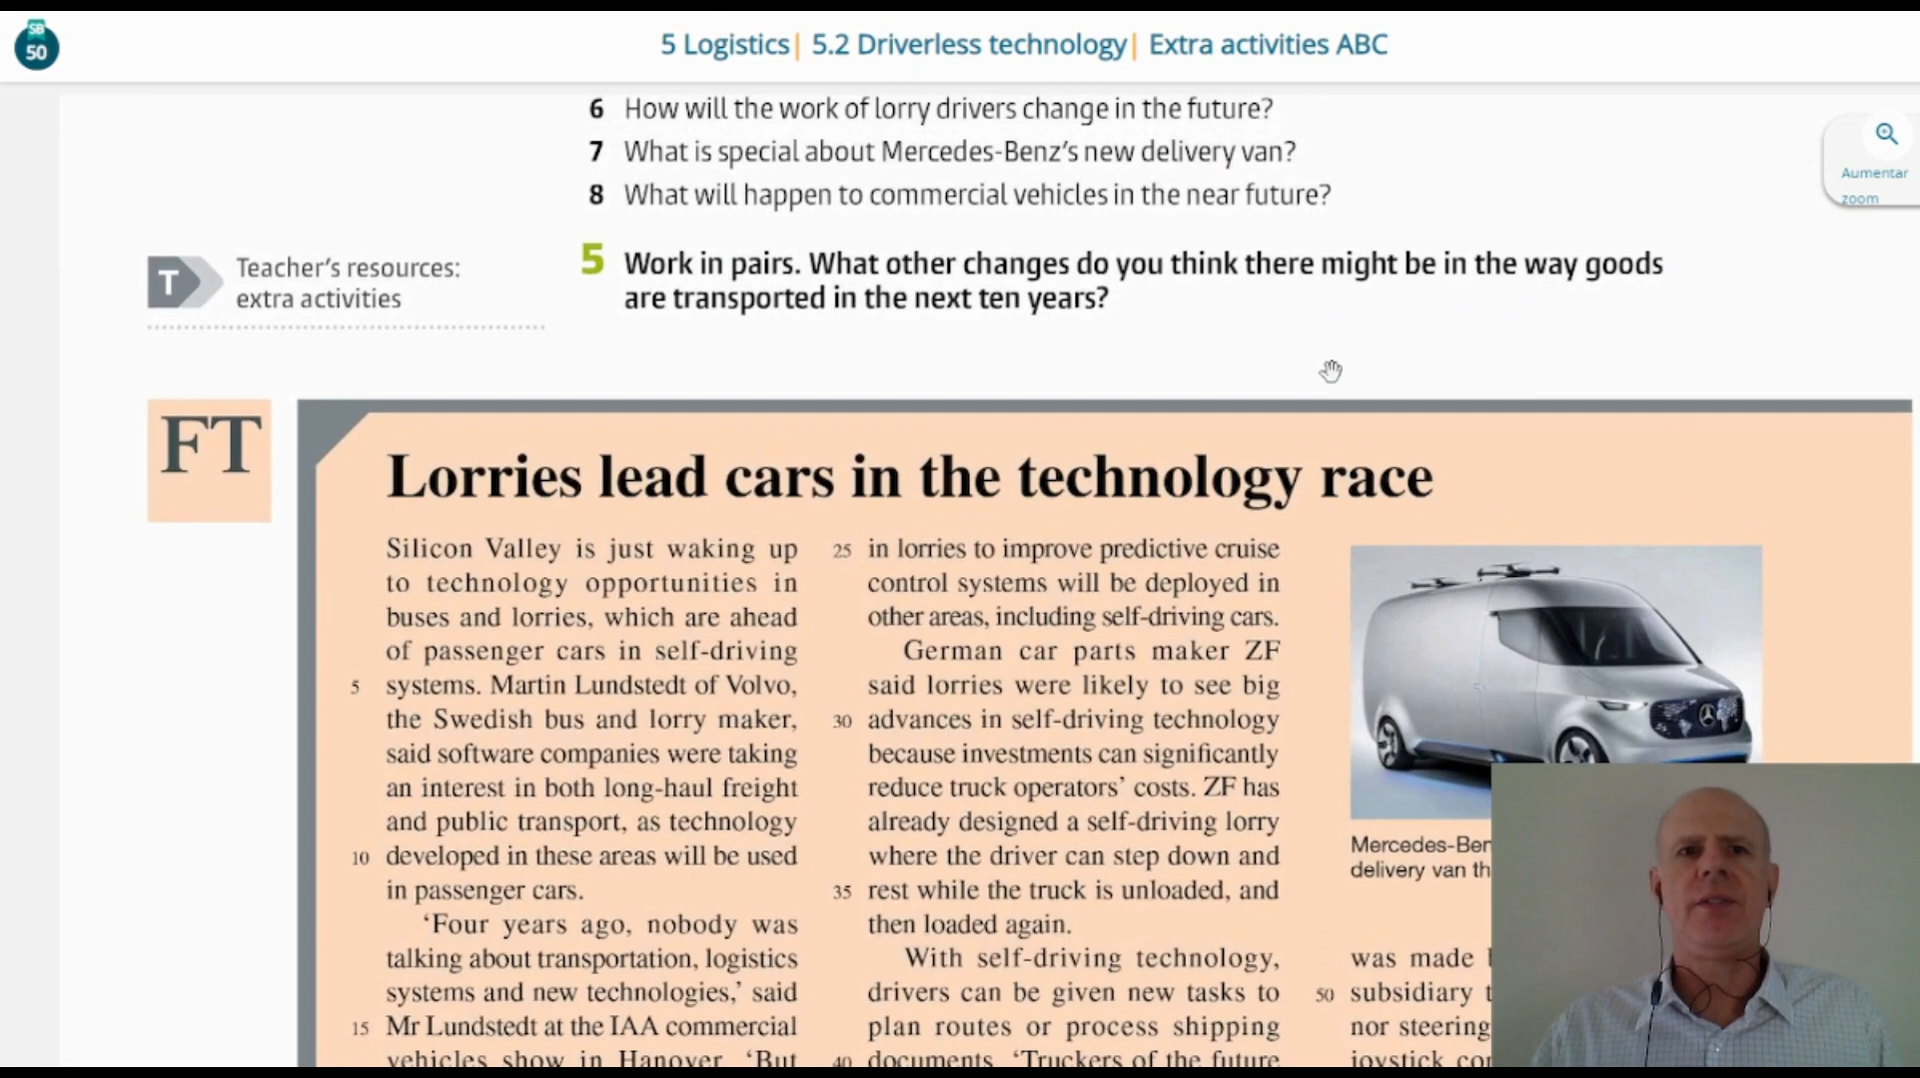 SB
50
5 Logistics| 5.2 Driverless technology| Extra activities ABC
6 How will the work of lorry drivers change in the future?
7 What is special about Mercedes-Benz's new delivery van?
8 What will happen to commercial vehicles in the near future?
Aumentar
zoom
T Teacher's resources:
extra activities
5 Work in pairs. What other changes do you think there might be in the way goods
are transported in the next ten years?
FT
Lorries lead cars in the technology race
Silicon Valley is just waking up
to technology opportunities in
buses and lorries, which are ahead
of passenger cars in self-driving
5 systems. Martin Lundstedt of Volvo,
the Swedish bus and lorry maker,
said software companies were taking
an interest in both long-haul freight
and public transport, as technology
10 developed in these areas will be used
in passenger cars.
'Four years ago, nobody was
talking about transportation, logistics
systems and new technologies,' said
15 Mr Lundstedt at the IAA commercial
vehicles show in Hanover. 'But
25 in lorries to improve predictive cruise
control systems will be deployed in
other areas, including self-driving cars.
German car parts maker ZF
said lorries were likely to see big
30 advances in self-driving technology
because investments can significantly
reduce truck operators' costs. ZF has
already designed a self-driving lorry
where the driver can step down and
35 rest while the truck is unloaded, and
then loaded again.
With self-driving technology,
drivers can be given new tasks to
plan routes or process shipping
40 documents. 'Truckers of the future
Mercedes-Ben
delivery van th
was made
50 subsidiary
nor steering
joystick